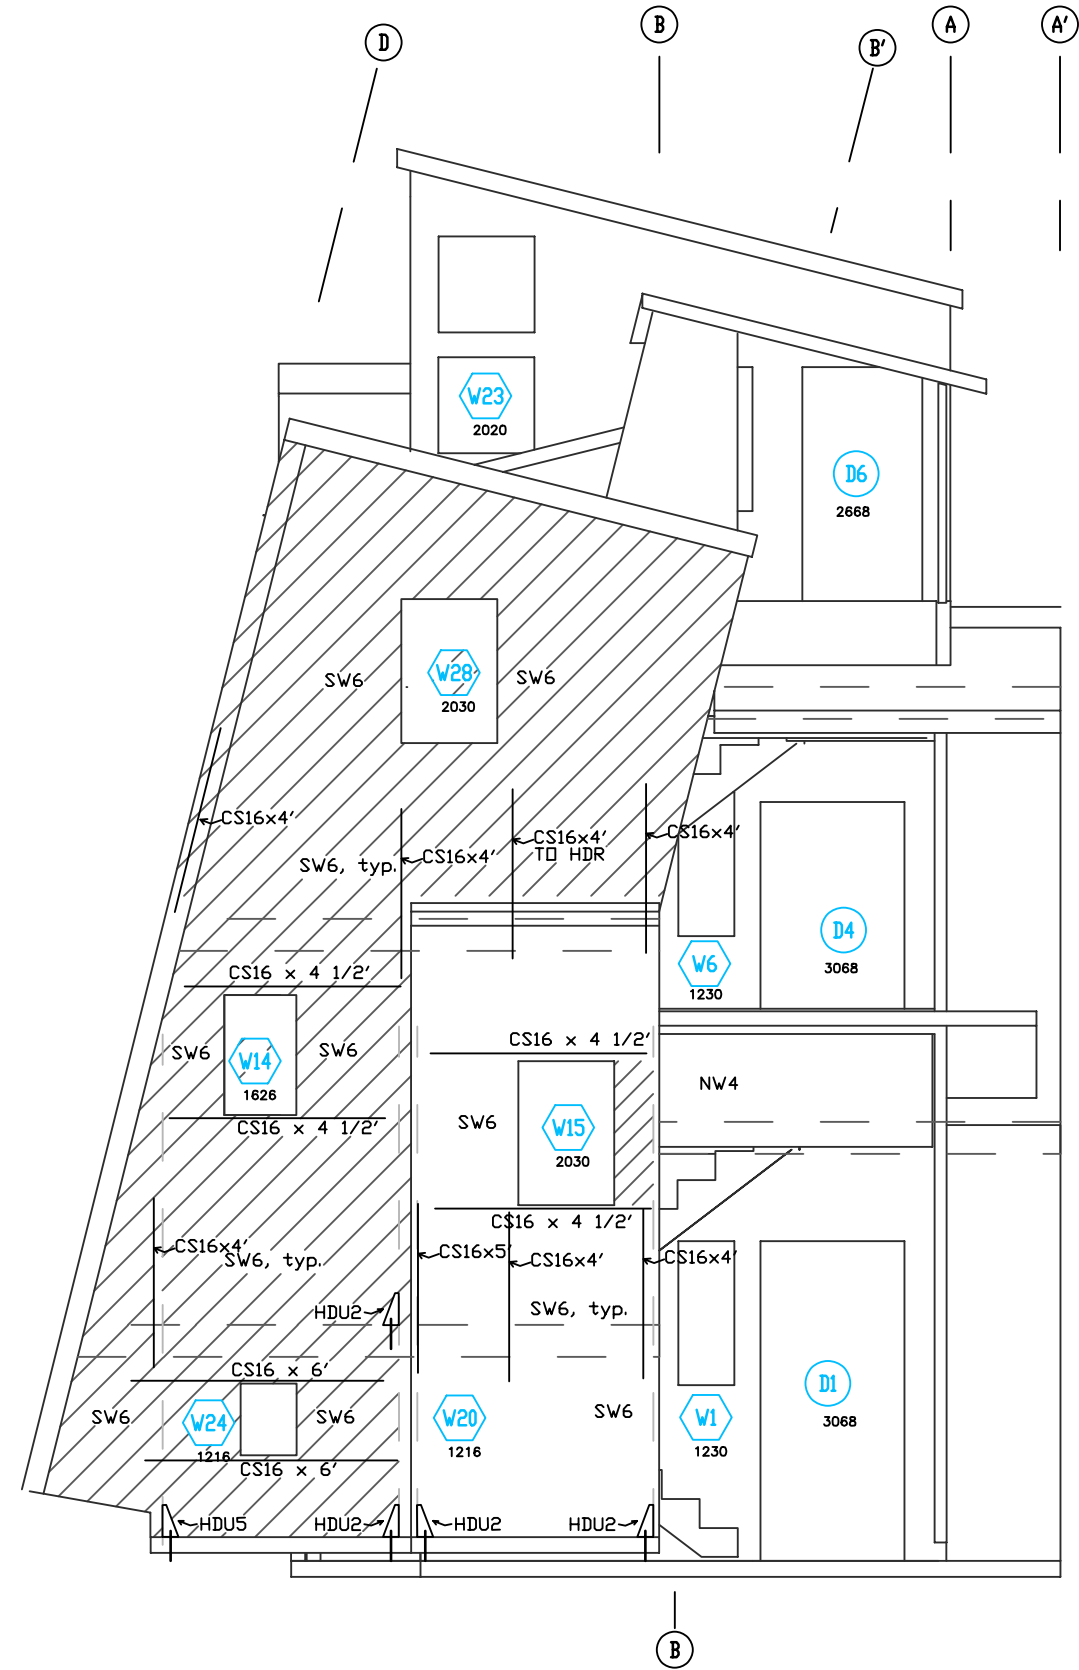 D
B
B'
A
A'
W23
2020
D6
2668
SW6
W28
2030
SW6
CS16x4'
CS16x4'
TO HDR
CS16x4'
SW6, typ.
CS16x4'
CS16x4'
D4
3068
W6
1230
CS16 x 4 1/2'
SW6
W14
1626
SW6
CS16 x 4 1/2'
CS16 x 4 1/2'
NW4
SW6
W15
2030
CS16 x 4 1/2'
CS16x4'
SW6, typ.
CS16x5'
CS16x4'
CS16x4'
HDU2
SW6, typ.
CS16 x 6'
SW6
W24
1216
SW6
CS16 x 6'
W20
1216
SW6
W1
1230
D1
3068
HDU5
HDU2
HDU2
HDU2
B